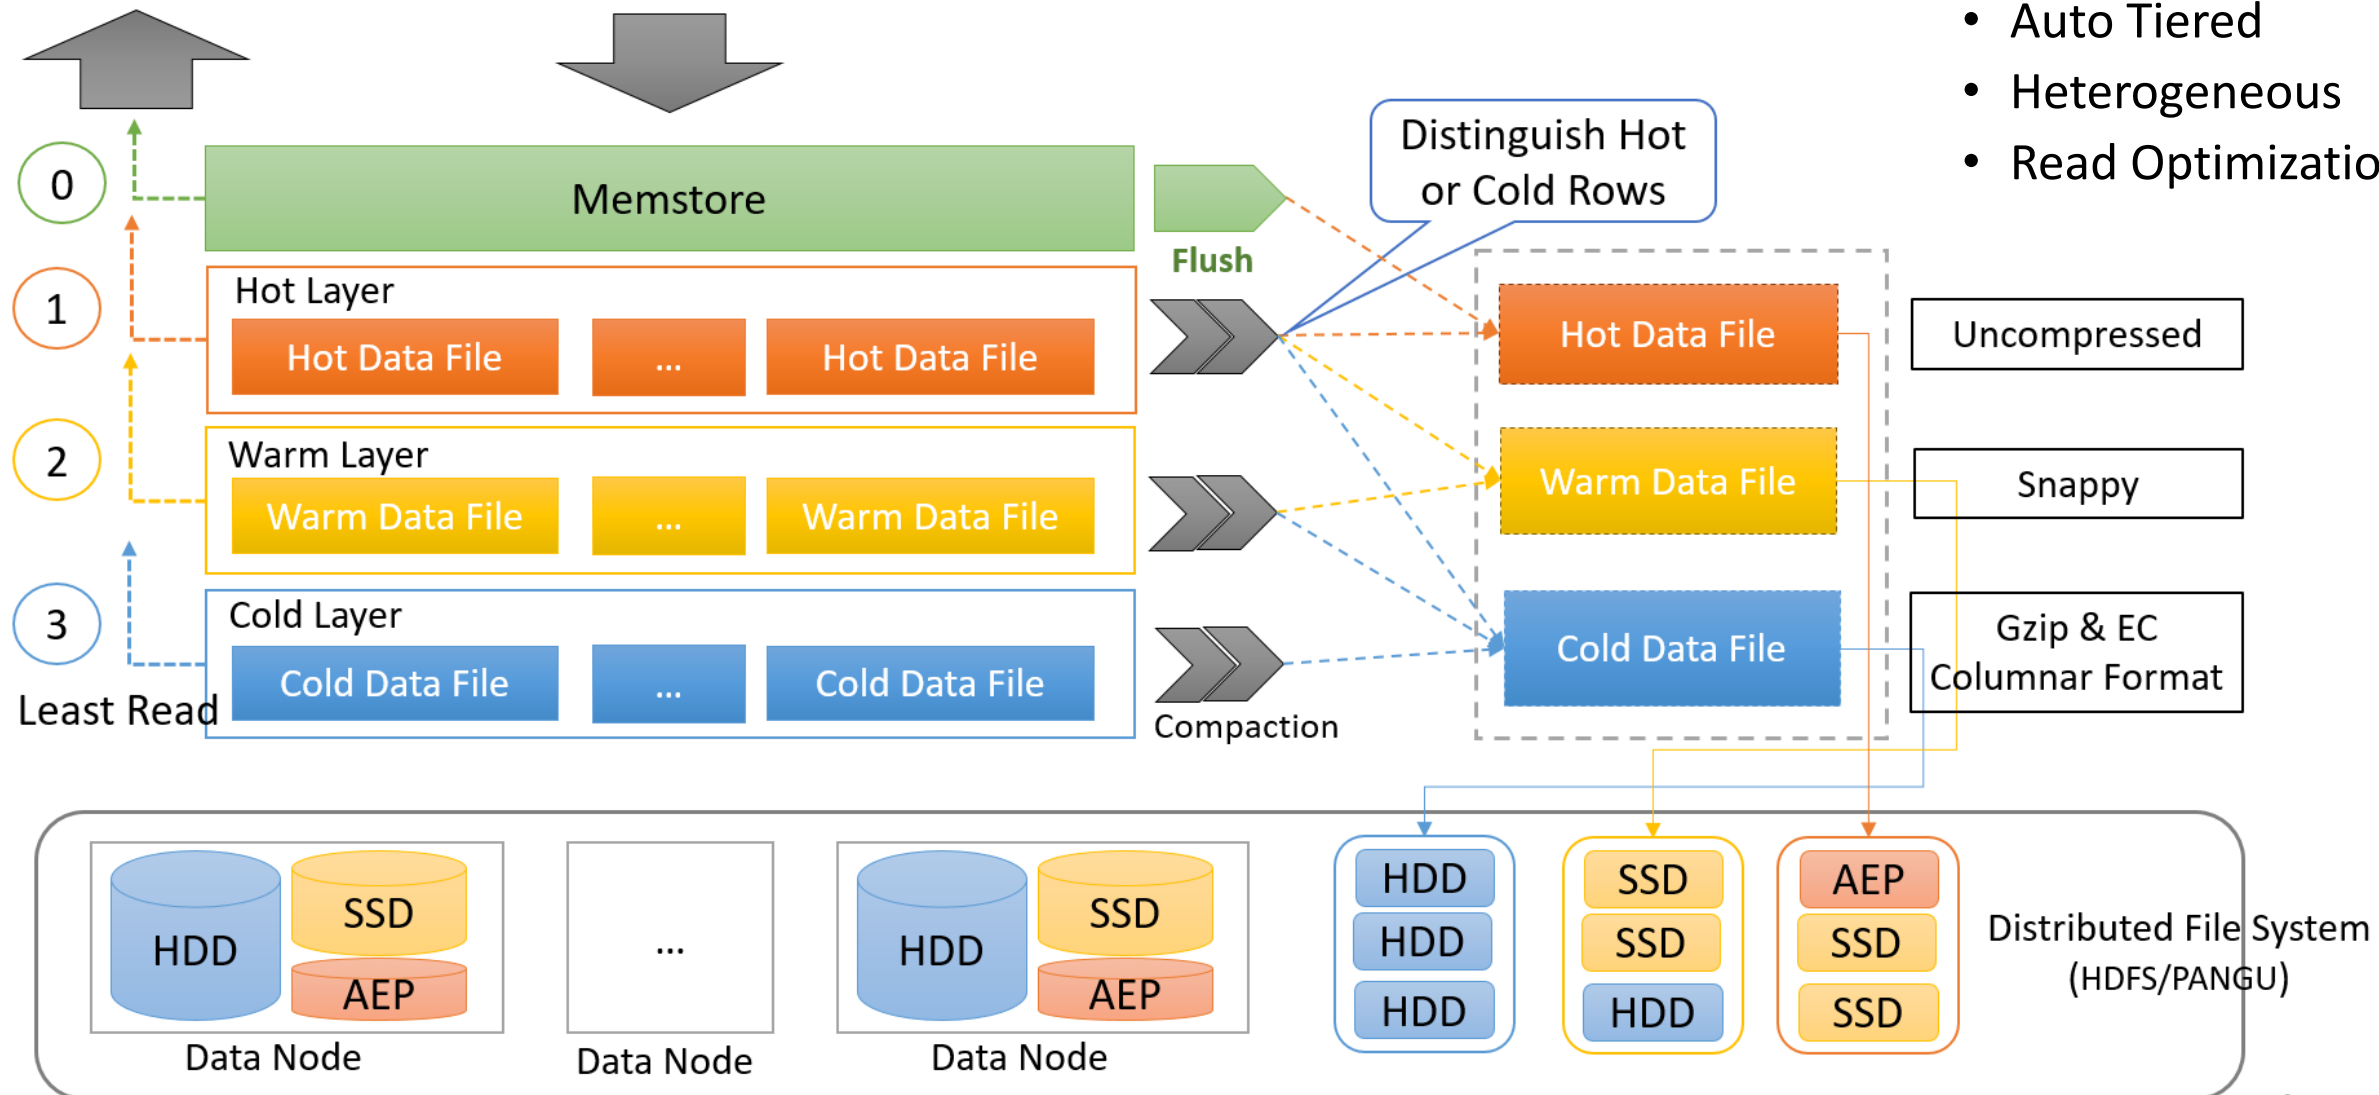 • Auto Tiered
• Heterogeneous
• Read Optimizatio
Distinguish Hot
or Cold Rows
0
Memstore
Flush
1
Hot Layer
Hot Data File
...
Hot Data File
Hot Data File
Uncompressed
2
Warm Layer
Warm Data File
...
Warm Data File
Warm Data File
Snappy
3
Cold Layer
Cold Data File
...
Cold Data File
Cold Data File
Gzip & EC
Columnar Format
Least Read
Compaction
HDD
SSD
AEP
Data Node
...
Data Node
HDD
SSD
AEP
Data Node
HDD
HDD
HDD
SSD
SSD
HDD
AEP
SSD
SSD
Distributed File System
(HDFS/PANGU)